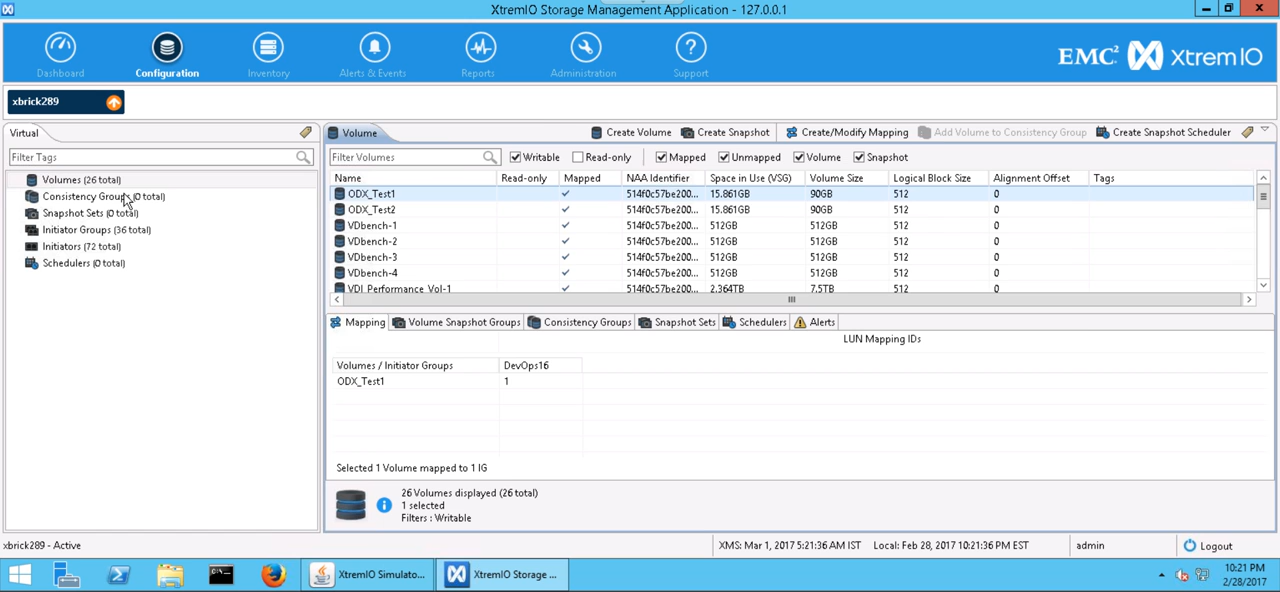 XtremIO Storage Management Application - 127.0.0.1
Dashboard
Configuration
Inventory
Alerts & Events
Reports
Administration
Support
EMC² XtremIO
xbrick289
Virtual
Filter Tags
Volumes (26 total)
Consistency Groups (0 total)
Snapshot Sets (0 total)
Initiator Groups (36 total)
Initiators (72 total)
Schedulers (0 total)
Volume
Create Volume
Create Snapshot
Create/Modify Mapping
Add Volume to Consistency Group
Create Snapshot Scheduler
Filter Volumes
Writable
Read-only
Mapped
Unmapped
Volume
Snapshot
Name Read-only Mapped NAA Identifier Space in Use (VSG) Volume Size Logical Block Size Alignment Offset Tags
ODX_Test1 514f0c57be200... 15.861GB 90GB 512 0
ODX_Test2 514f0c57be200... 15.861GB 90GB 512 0
VDbench-1 514f0c57be200... 512GB 512GB 512 0
VDbench-2 514f0c57be200... 512GB 512GB 512 0
VDbench-3 514f0c57be200... 512GB 512GB 512 0
VDbench-4 514f0c57be200... 512GB 512GB 512 0
VDI_Performance_Vol-1 514f0c57be200... 2.364TB 7.5TB 512 0
Mapping
Volume Snapshot Groups
Consistency Groups
Snapshot Sets
Schedulers
Alerts
LUN Mapping IDs
Volumes / Initiator Groups DevOps16
ODX_Test1 1
Selected 1 Volume mapped to 1 IG
26 Volumes displayed (26 total)
1 selected
Filters : Writable
xbrick289 - Active
XMS: Mar 1, 2017 5:21:36 AM IST Local: Feb 28, 2017 10:21:36 PM EST
admin
Logout
XtremIO Simulato...
XtremIO Storage ...
10:21 PM
2/28/2017